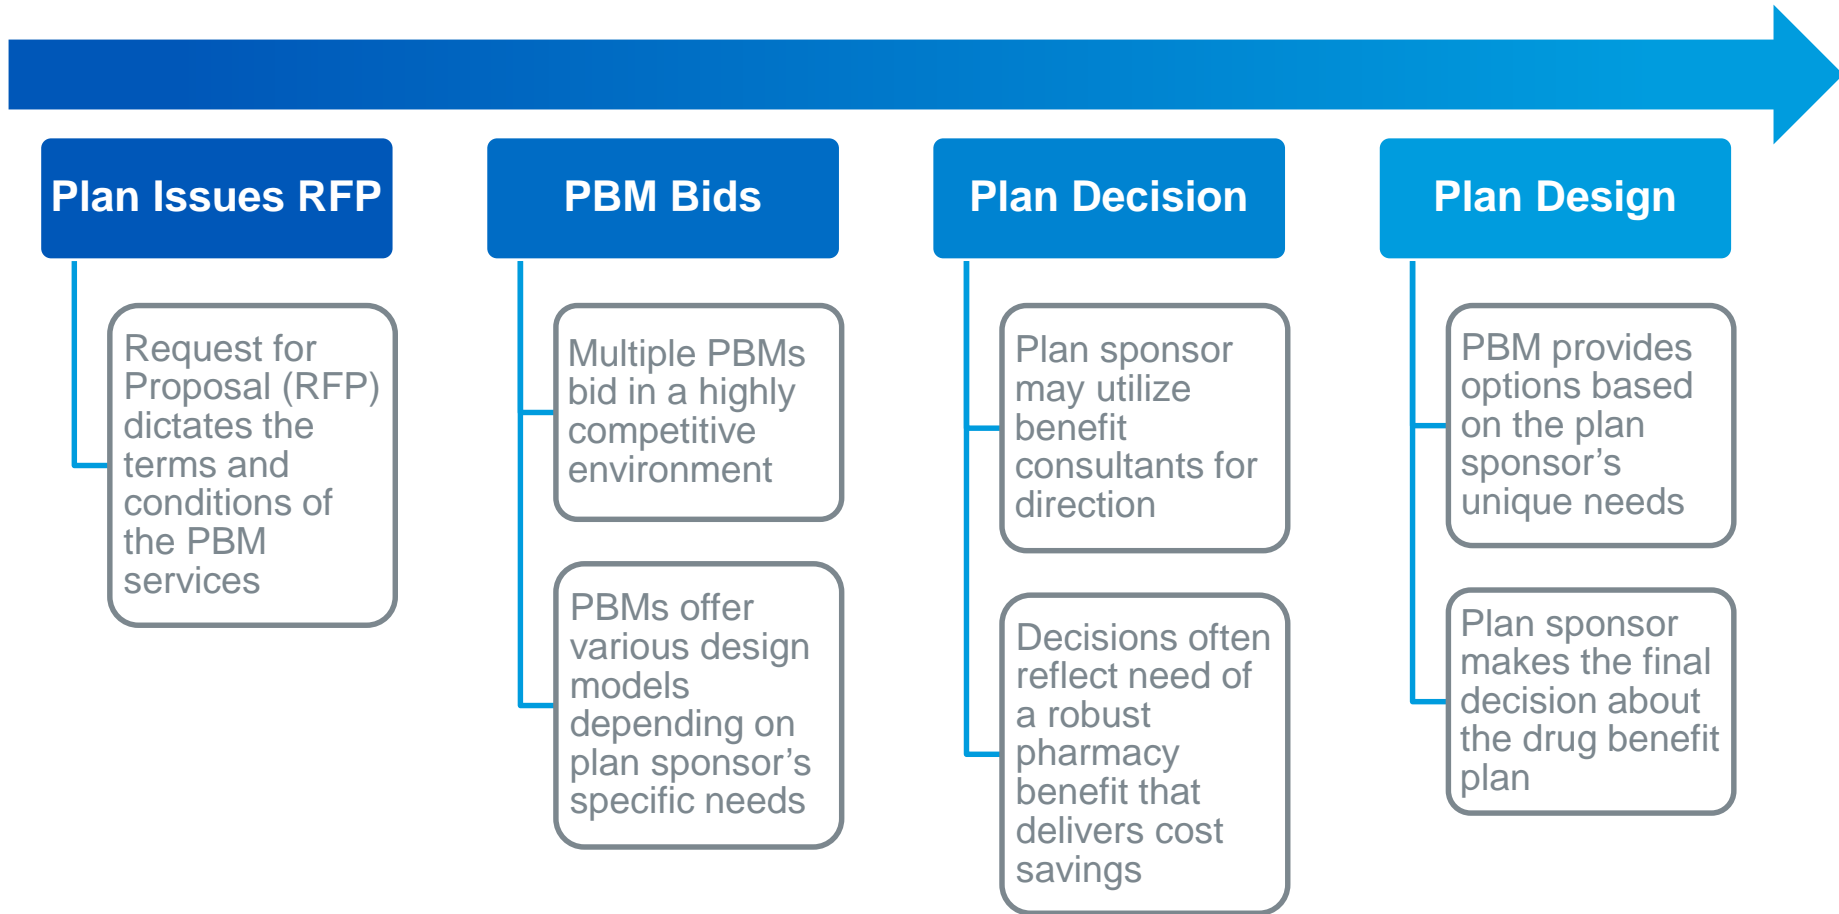 Plan Issues RFP
Request for
Proposal (RFP)
dictates the
terms and
conditions of
the PBM
services
PBM Bids
Multiple PBMs
bid in a highly
competitive
environment
PBMs offer
various design
models
depending on
plan sponsor’s
specific needs
Plan Decision
Plan sponsor
may utilize
benefit
consultants for
direction
Decisions often
reflect need of
a robust
pharmacy
benefit that
delivers cost
savings
Plan Design
PBM provides
options based
on the plan
sponsor’s
unique needs
Plan sponsor
makes the final
decision about
the drug benefit
plan